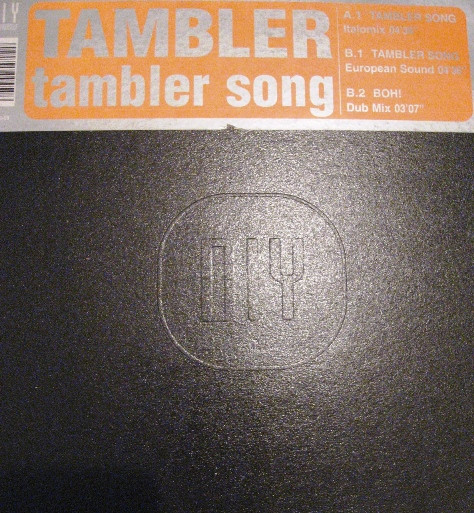 DIY
TAMBLER
tambler song
A.1 TAMBLER SONG
Italomix
B.1 TAMBLER SONG
European Sound
B.2 BOH!
Dub Mix 03'07"
DIY